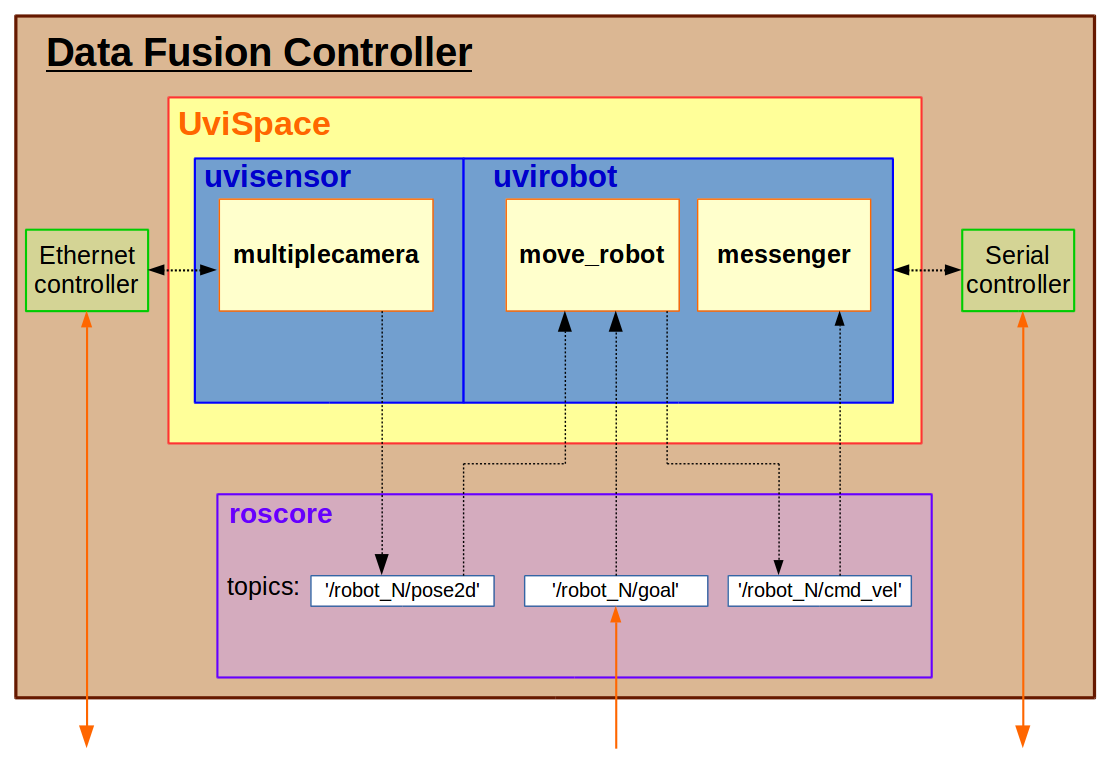 Data Fusion Controller
UviSpace
uvisensor
uvirobot
Ethernet
controller
multiplecamera
move_robot
messenger
Serial
controller
roscore
topics:
'/robot_N/pose2d'
'/robot_N/goal'
'/robot_N/cmd_vel'